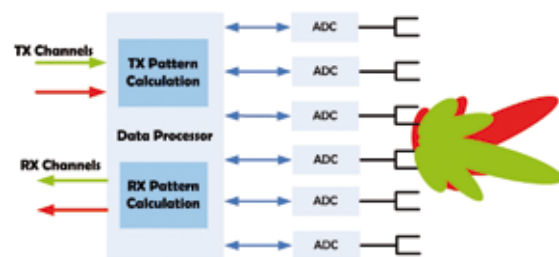 TX Channels
TX Pattern
Calculation
Data Processor
RX Channels
RX Pattern
Calculation
ADC
ADC
ADC
ADC
ADC
ADC